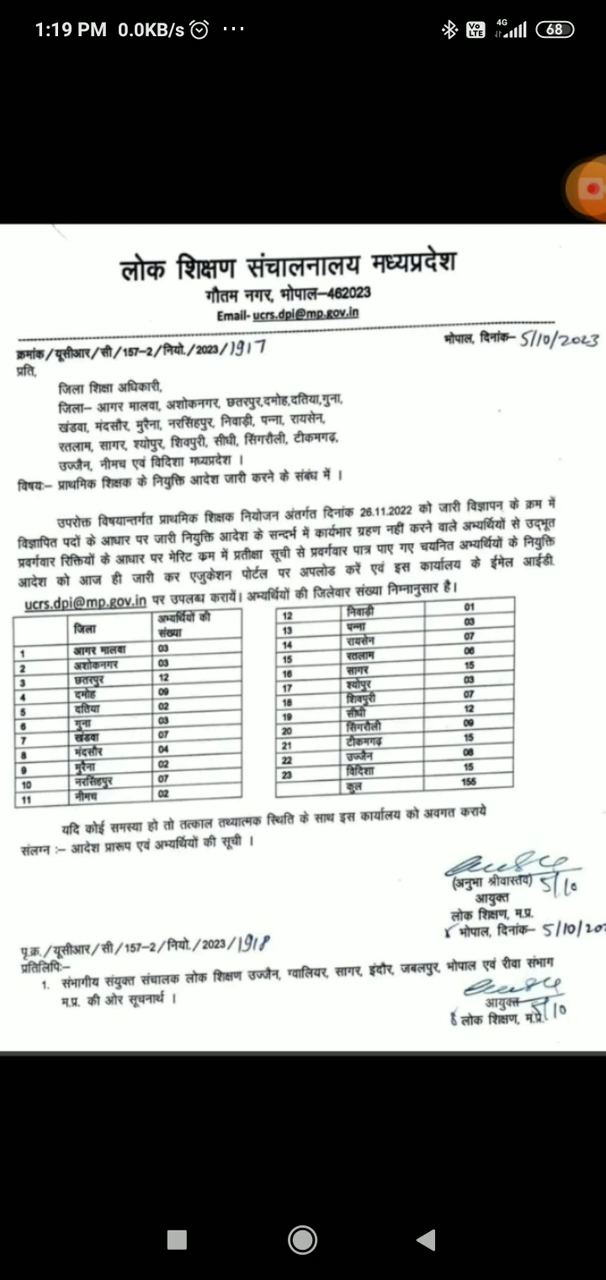 1:19 PM 0.0KB/s ...
Vo LTE 4G 68
लोक शिक्षण संचालनालय मध्यप्रदेश
गौतम नगर, भोपाल–462023
Email- ucrs.dpi@mp.gov.in
क्रमांक/यूसीआर/सी/157–2/नियो./2023/1917
भोपाल, दिनांक– 5/10/2023
प्रति,
जिला शिक्षा अधिकारी,
जिला– आगर मालवा, अशोकनगर, छतरपुर,दमोह,दतिया,गुना,
खंडवा, मंदसौर, मुरैना, नरसिंहपुर, निवाड़ी, पन्ना, रायसेन,
रतलाम, सागर, श्योपुर, शिवपुरी, सीधी, सिंगरौली, टीकमगढ़,
उज्जैन, नीमच एवं विदिशा मध्यप्रदेश ।
विषयः– प्राथमिक शिक्षक के नियुक्ति आदेश जारी करने के संबंध में ।
उपरोक्त विषयान्तर्गत प्राथमिक शिक्षक नियोजन अंतर्गत दिनांक 26.11.2022 को जारी विज्ञापन के क्रम में
विज्ञापित पदों के आधार पर जारी नियुक्ति आदेश के सन्दर्भ में कार्यभार ग्रहण नहीं करने वाले अभ्यर्थियों से उद्भूत
प्रवर्गवार रिक्तियों के आधार पर मेरिट क्रम में प्रतीक्षा सूची से प्रवर्गवार पात्र पाए गए चयनित अभ्यर्थियों के नियुक्ति
आदेश को आज ही जारी कर एजुकेशन पोर्टल पर अपलोड करें एवं इस कार्यालय के ईमेल आईडी
ucrs.dpi@mp.gov.in पर उपलब्ध करायें। अभ्यर्थियों की जिलेवार संख्या निम्नानुसार है।
जिला अभ्यर्थियों की संख्या
1 आगर मालवा 03
2 अशोकनगर 03
3 छतरपुर 12
4 दमोह 09
5 दतिया 02
6 गुना 03
7 खंडवा 07
8 मंदसौर 04
9 मुरैना 02
10 नरसिंहपुर 07
11 नीमच 02
12 निवाड़ी 01
13 पन्ना 03
14 रायसेन 07
15 रतलाम 06
16 सागर 15
17 श्योपुर 03
18 शिवपुरी 07
19 सीधी 12
20 सिंगरौली 09
21 टीकमगढ़ 15
22 उज्जैन 08
23 विदिशा 15
कुल 155
यदि कोई समस्या हो तो तत्काल तथ्यात्मक स्थिति के साथ इस कार्यालय को अवगत कराये
संलग्न :– आदेश प्रारूप एवं अभ्यर्थियों की सूची ।
(अनुभा श्रीवास्तव) 5/10
आयुक्त
लोक शिक्षण, म.प्र.
भोपाल, दिनांक– 5/10/202
पृ.क्र./यूसीआर/सी/157–2/नियो./2023/1918
प्रतिलिपिः–
1. संभागीय संयुक्त संचालक लोक शिक्षण उज्जैन, ग्वालियर, सागर, इंदौर, जबलपुर, भोपाल एवं रीवा संभाग
म.प्र. की ओर सूचनार्थ ।
आयुक्त 5/10
लोक शिक्षण, म.प्र.